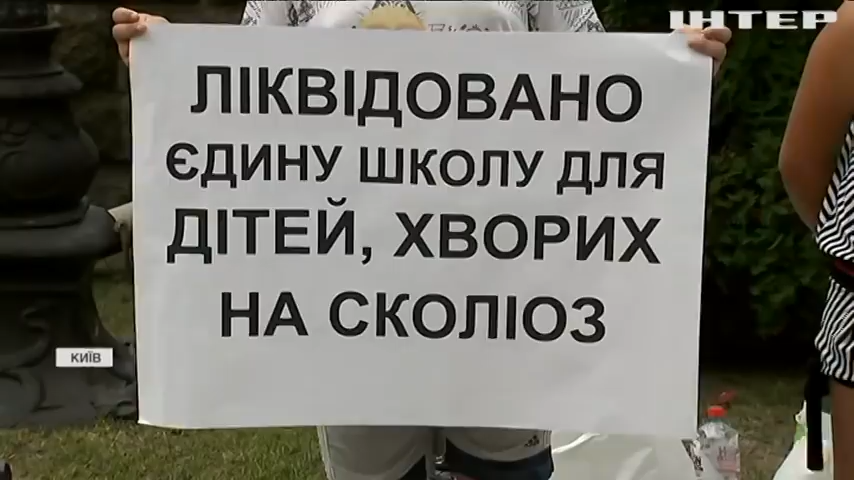 ІНТЕР
ЛІКВІДОВАНО
ЄДИНУ ШКОЛУ ДЛЯ
ДІТЕЙ, ХВОРИХ
НА СКОЛІОЗ
КИЇВ